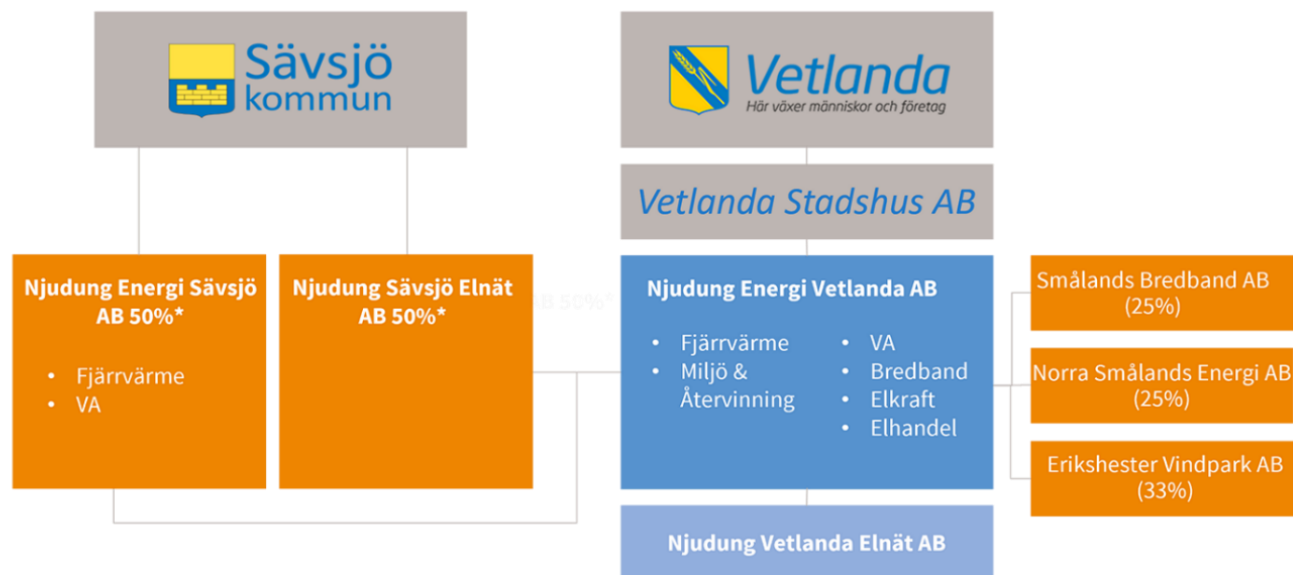 Sävsjö
kommun
Vetlanda
Här växer människor och företag
Vetlanda Stadshus AB
Njudung Energi Sävsjö
AB 50%*
• Fjärrvärme
• VA
Njudung Sävsjö Elnät
AB 50%*
AB 50%*
Njudung Energi Vetlanda AB
• Fjärrvärme
• Miljö &
Återvinning
• VA
• Bredband
• Elkraft
• Elhandel
Smålands Bredband AB
(25%)
Norra Smålands Energi AB
(25%)
Erikshester Vindpark AB
(33%)
Njudung Vetlanda Elnät AB